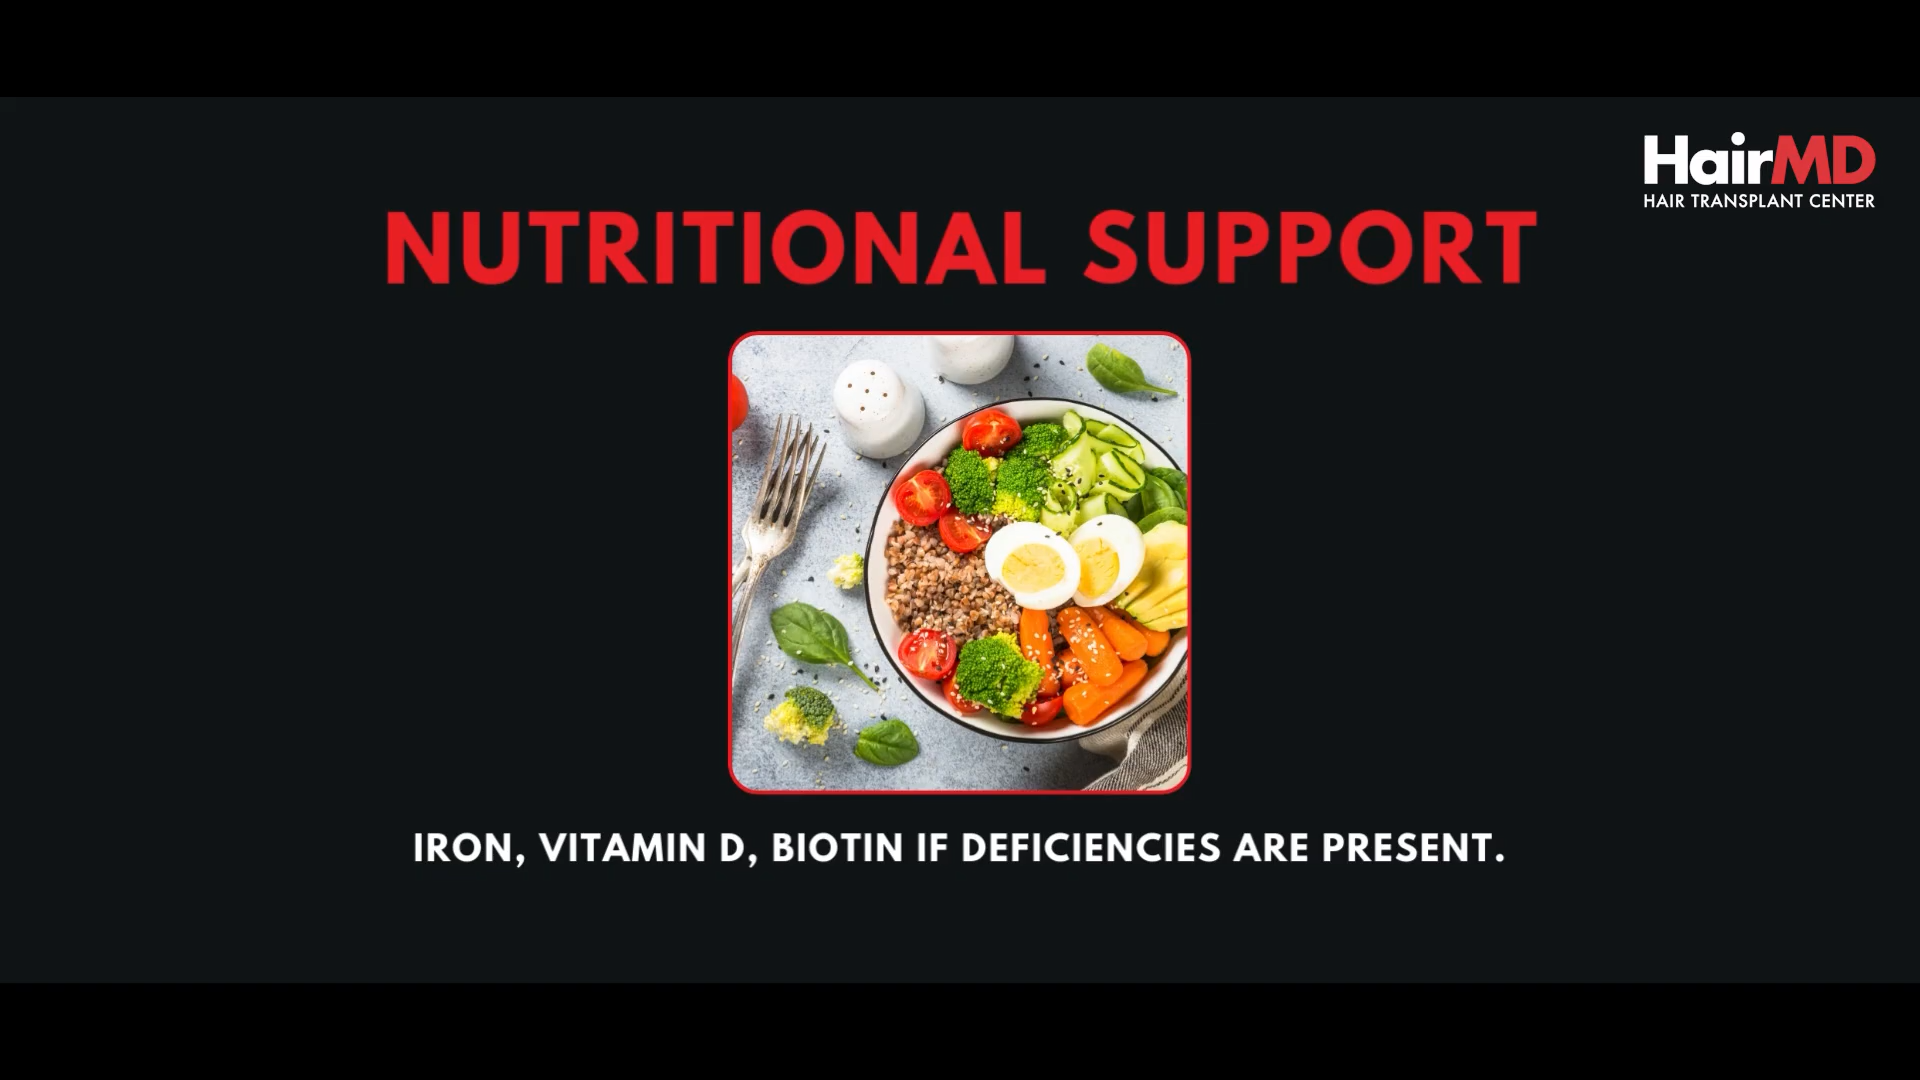 HairMD
HAIR TRANSPLANT CENTER
NUTRITIONAL SUPPORT
IRON, VITAMIN D, BIOTIN IF DEFICIENCIES ARE PRESENT.